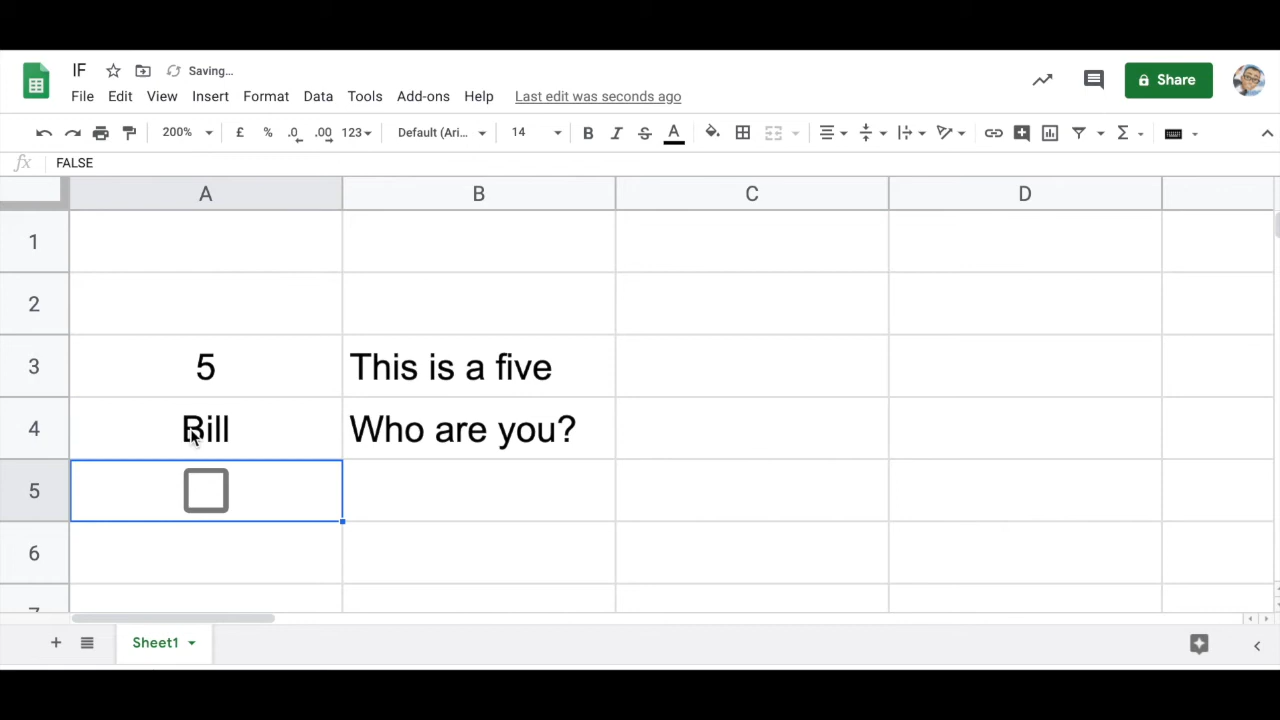 IF Saving...
File Edit View Insert Format Data Tools Add-ons Help Last edit was seconds ago
Share
200% £ % .0 .00 123 Default (Ari... 14 B I S A Σ
fx FALSE
A B C D
1
2
3 5 This is a five
4 Bill Who are you?
5
6
7
+ Sheet1